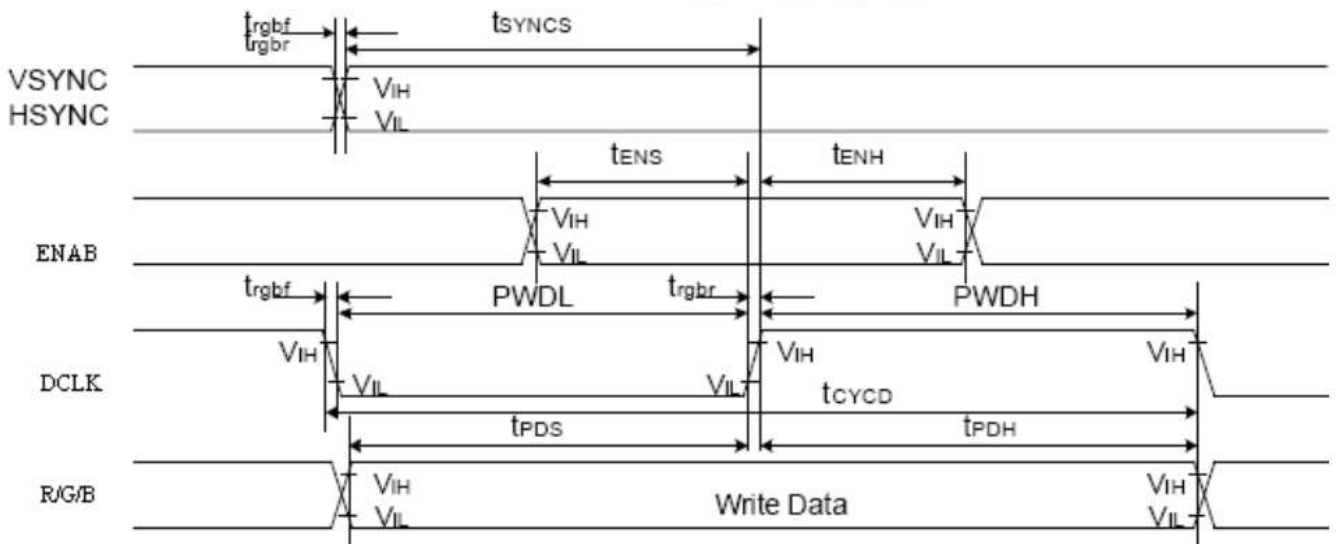 trgbf
trgbr
tSYNCS
VSYNC
HSYNC
VIH
VIL
tENS
tENH
ENAB
VIH
VIL
VIH
VIL
trgbf
PWDL
trgbr
PWDH
DCLK
VIH
VIL
VIL
VIH
VIH
tCYCD
tPDS
tPDH
R/G/B
VIH
VIL
Write Data
VIH
VIL